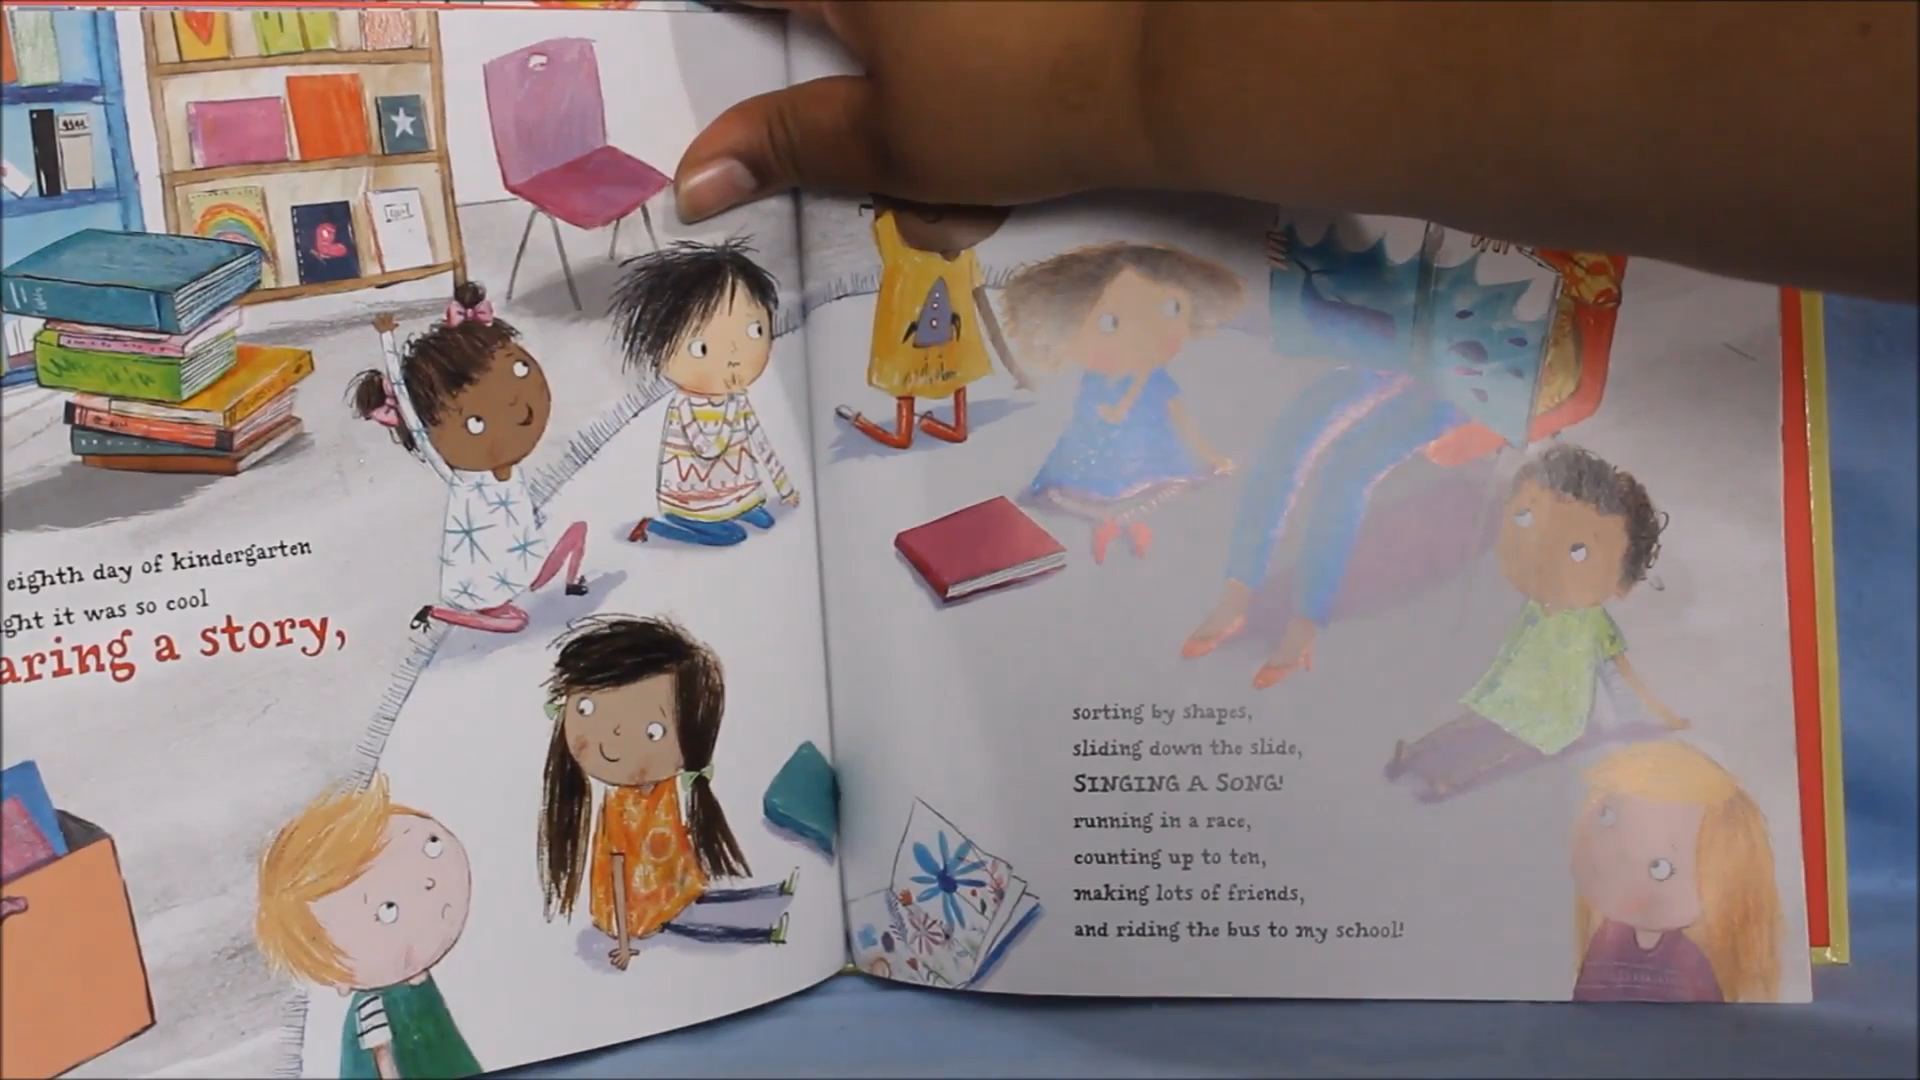 eighth day of kindergarten
ght it was so cool
aring a story,
sorting by shapes,
sliding down the slide,
SINGING A SONG!
running in a race,
counting up to ten,
making lots of friends,
and riding the bus to my school!